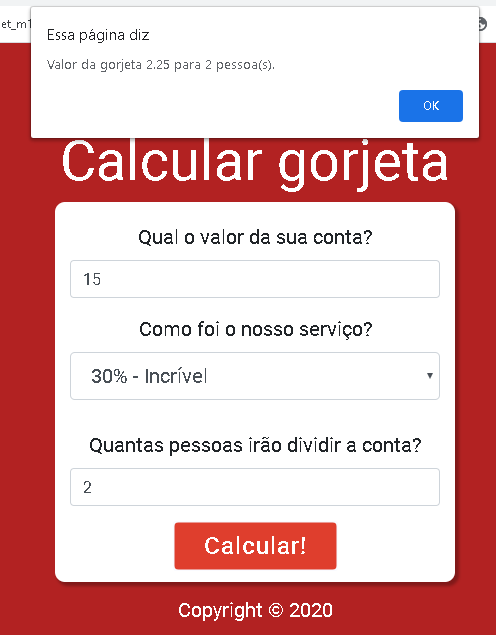 et_m1
Essa página diz
Valor da gorjeta 2.25 para 2 pessoa(s).
OK
Calcular gorjeta
Qual o valor da sua conta?
15
Como foi o nosso serviço?
30% - Incrível
Quantas pessoas irão dividir a conta?
2
Calcular!
Copyright © 2020